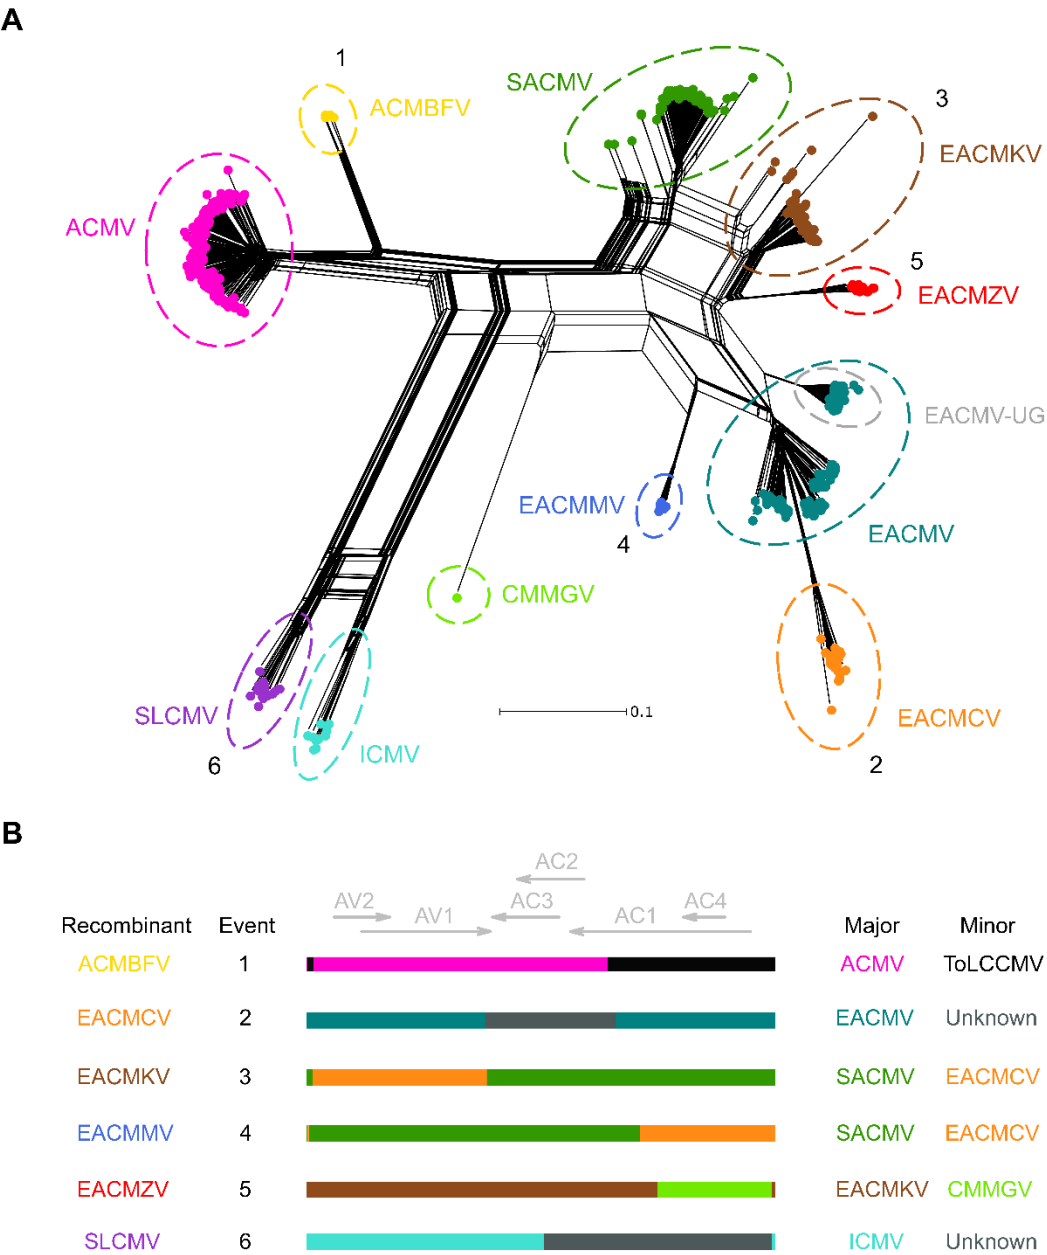 A
1
ACMBFV
SACMV
3
EACMKV
ACMV
5
EACMZV
EACMV-UG
EACMMV
4
EACMV
CMMGV
SLCMV
6
ICMV
0.1
EACMCV
2
B
AC2
AV2 AV1 AC3 AC1 AC4
Recombinant Event Major Minor
ACMBFV 1 ACMV ToLCCMV
EACMCV 2 EACMV Unknown
EACMKV 3 SACMV EACMCV
EACMMV 4 SACMV EACMCV
EACMZV 5 EACMKV CMMGV
SLCMV 6 ICMV Unknown